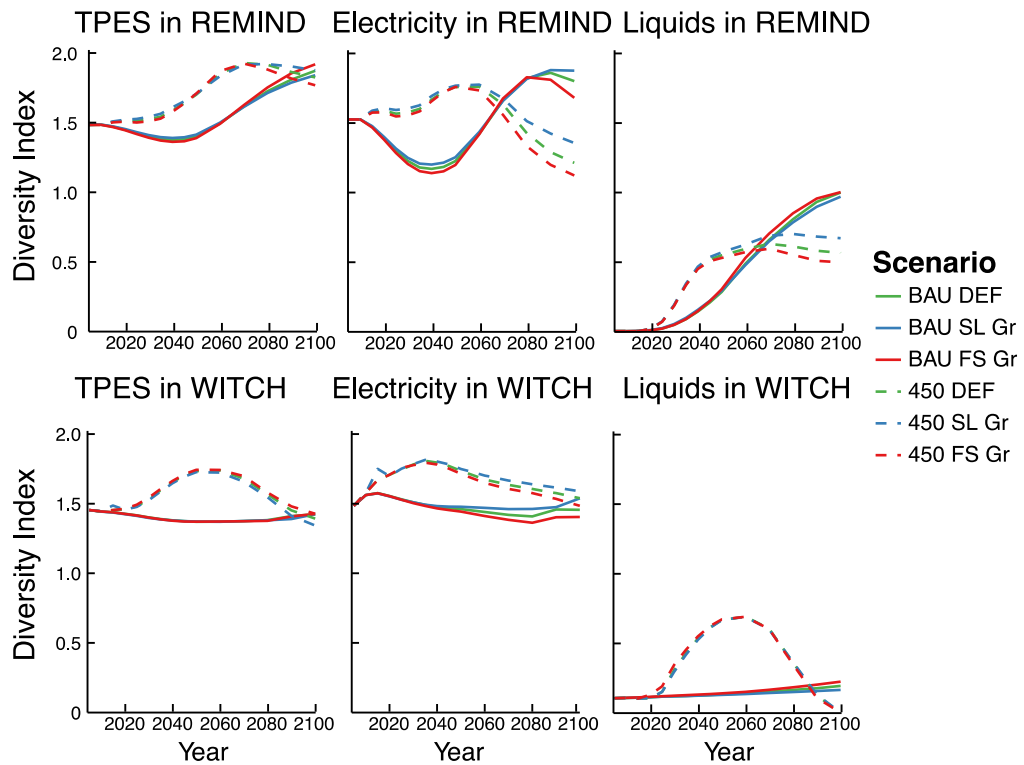 TPES in REMIND
Electricity in REMIND
Liquids in REMIND
Diversity Index
2.0
1.5
1.0
0.5
0
2020 2040 2060 2080 2100
2020 2040 2060 2080 2100
2020 2040 2060 2080 2100
Scenario
BAU DEF
BAU SL Gr
BAU FS Gr
450 DEF
450 SL Gr
450 FS Gr
TPES in WITCH
Electricity in WITCH
Liquids in WITCH
Diversity Index
2.0
1.5
1.0
0.5
0
2020 2040 2060 2080 2100
2020 2040 2060 2080 2100
2020 2040 2060 2080 2100
Year
Year
Year